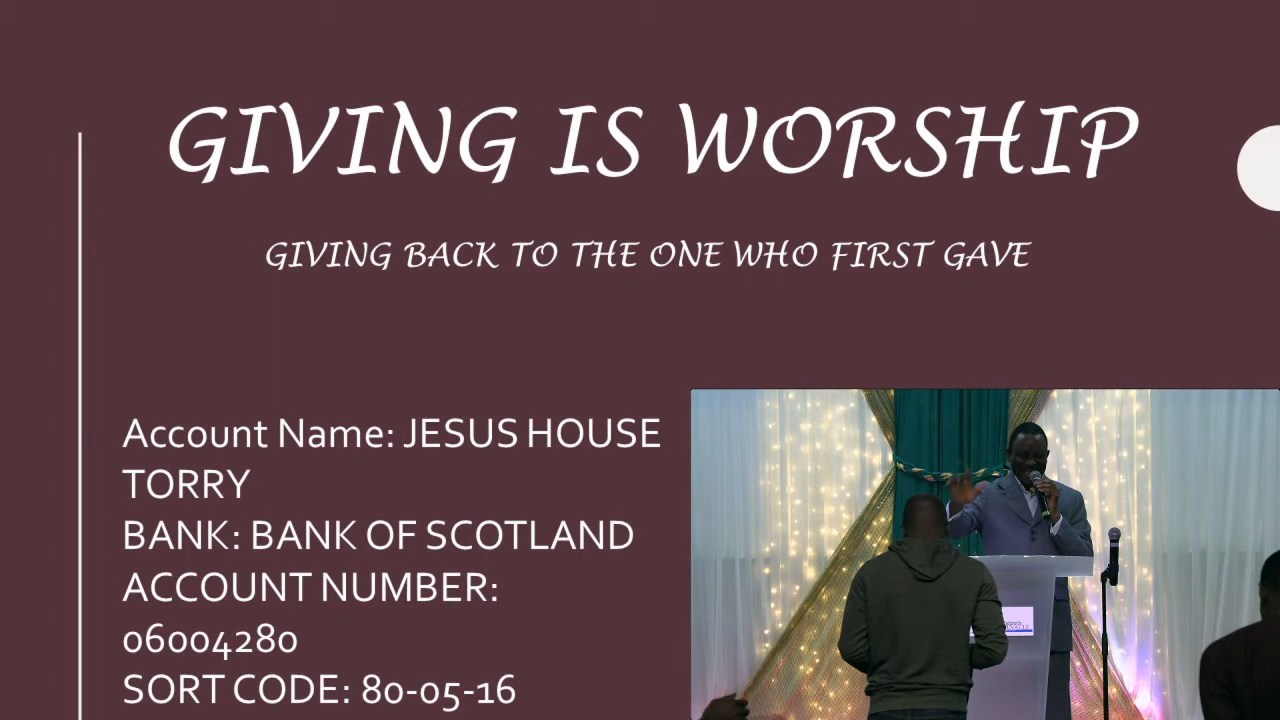 GIVING IS WORSHIP
GIVING BACK TO THE ONE WHO FIRST GAVE
Account Name: JESUS HOUSE
TORRY
BANK: BANK OF SCOTLAND
ACCOUNT NUMBER:
06004280
SORT CODE: 80-05-16